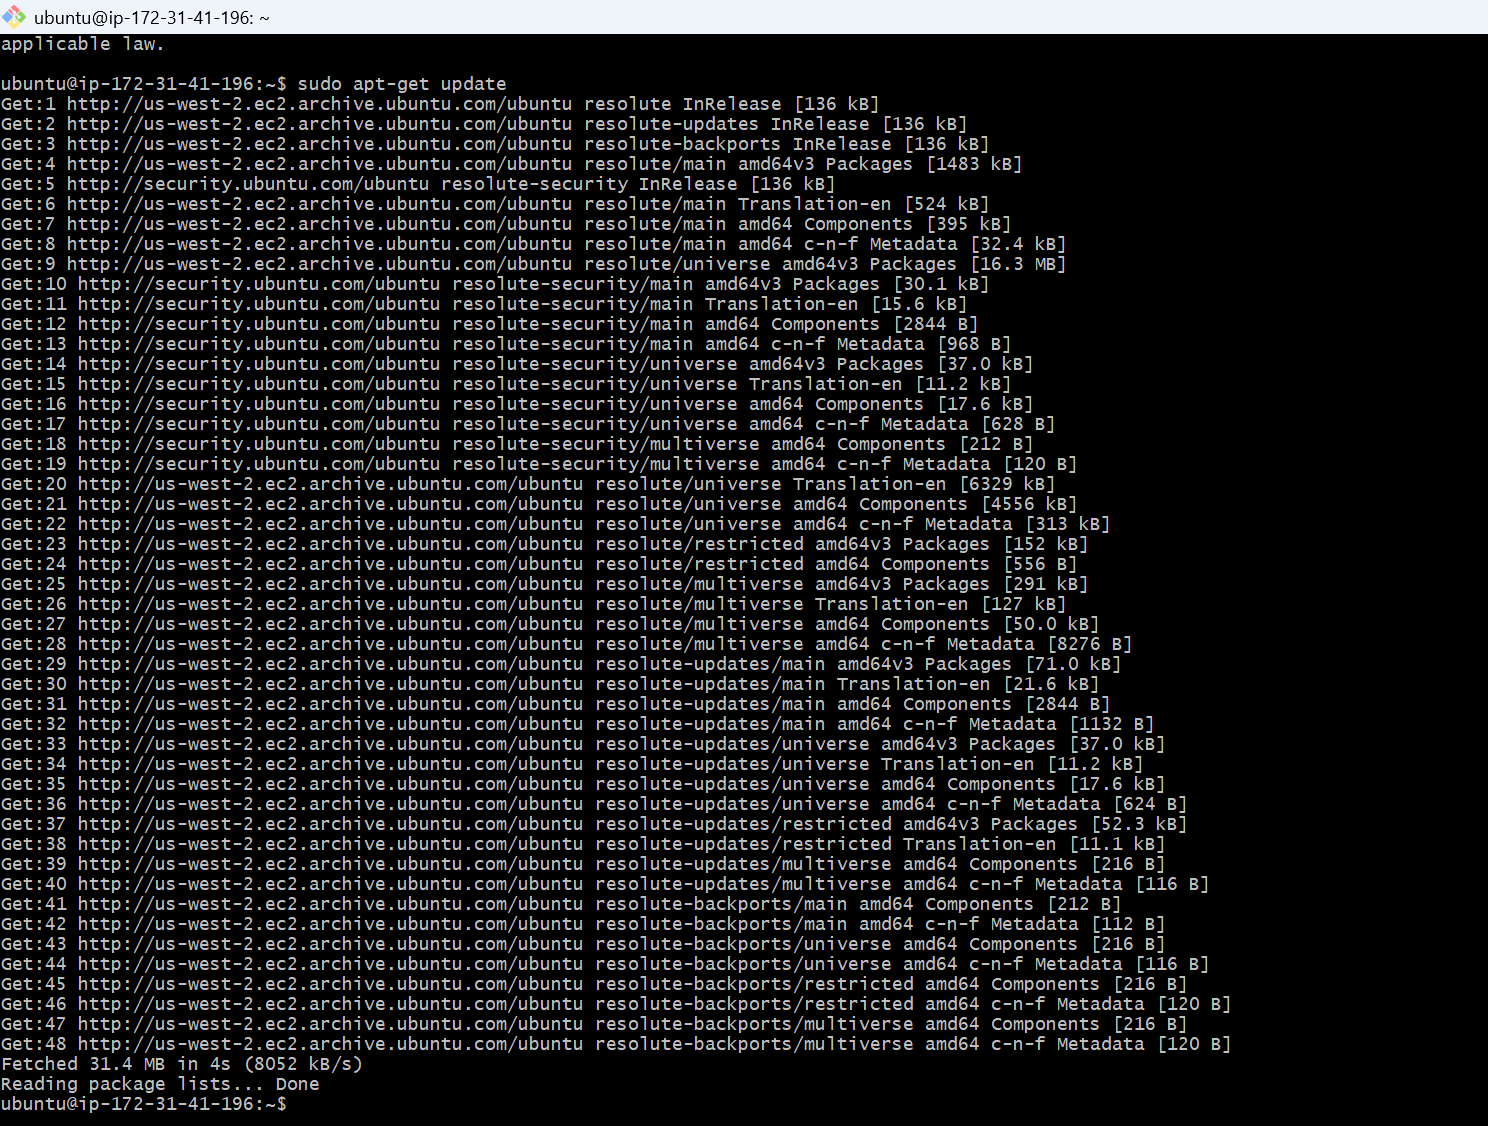 ubuntu@ip-172-31-41-196: ~
applicable law.
ubuntu@ip-172-31-41-196:~$ sudo apt-get update
Get:1 http://us-west-2.ec2.archive.ubuntu.com/ubuntu resolute InRelease [136 kB]
Get:2 http://us-west-2.ec2.archive.ubuntu.com/ubuntu resolute-updates InRelease [136 kB]
Get:3 http://us-west-2.ec2.archive.ubuntu.com/ubuntu resolute-backports InRelease [136 kB]
Get:4 http://us-west-2.ec2.archive.ubuntu.com/ubuntu resolute/main amd64v3 Packages [1483 kB]
Get:5 http://security.ubuntu.com/ubuntu resolute-security InRelease [136 kB]
Get:6 http://us-west-2.ec2.archive.ubuntu.com/ubuntu resolute/main Translation-en [524 kB]
Get:7 http://us-west-2.ec2.archive.ubuntu.com/ubuntu resolute/main amd64 Components [395 kB]
Get:8 http://us-west-2.ec2.archive.ubuntu.com/ubuntu resolute/main amd64 c-n-f Metadata [32.4 kB]
Get:9 http://us-west-2.ec2.archive.ubuntu.com/ubuntu resolute/universe amd64v3 Packages [16.3 MB]
Get:10 http://security.ubuntu.com/ubuntu resolute-security/main amd64v3 Packages [30.1 kB]
Get:11 http://security.ubuntu.com/ubuntu resolute-security/main Translation-en [15.6 kB]
Get:12 http://security.ubuntu.com/ubuntu resolute-security/main amd64 Components [2844 B]
Get:13 http://security.ubuntu.com/ubuntu resolute-security/main amd64 c-n-f Metadata [968 B]
Get:14 http://security.ubuntu.com/ubuntu resolute-security/universe amd64v3 Packages [37.0 kB]
Get:15 http://security.ubuntu.com/ubuntu resolute-security/universe Translation-en [11.2 kB]
Get:16 http://security.ubuntu.com/ubuntu resolute-security/universe amd64 Components [17.6 kB]
Get:17 http://security.ubuntu.com/ubuntu resolute-security/universe amd64 c-n-f Metadata [628 B]
Get:18 http://security.ubuntu.com/ubuntu resolute-security/multiverse amd64 Components [212 B]
Get:19 http://security.ubuntu.com/ubuntu resolute-security/multiverse amd64 c-n-f Metadata [120 B]
Get:20 http://us-west-2.ec2.archive.ubuntu.com/ubuntu resolute/universe Translation-en [6329 kB]
Get:21 http://us-west-2.ec2.archive.ubuntu.com/ubuntu resolute/universe amd64 Components [4556 kB]
Get:22 http://us-west-2.ec2.archive.ubuntu.com/ubuntu resolute/universe amd64 c-n-f Metadata [313 kB]
Get:23 http://us-west-2.ec2.archive.ubuntu.com/ubuntu resolute/restricted amd64v3 Packages [152 kB]
Get:24 http://us-west-2.ec2.archive.ubuntu.com/ubuntu resolute/restricted amd64 Components [556 B]
Get:25 http://us-west-2.ec2.archive.ubuntu.com/ubuntu resolute/multiverse amd64v3 Packages [291 kB]
Get:26 http://us-west-2.ec2.archive.ubuntu.com/ubuntu resolute/multiverse Translation-en [127 kB]
Get:27 http://us-west-2.ec2.archive.ubuntu.com/ubuntu resolute/multiverse amd64 Components [50.0 kB]
Get:28 http://us-west-2.ec2.archive.ubuntu.com/ubuntu resolute/multiverse amd64 c-n-f Metadata [8276 B]
Get:29 http://us-west-2.ec2.archive.ubuntu.com/ubuntu resolute-updates/main amd64v3 Packages [71.0 kB]
Get:30 http://us-west-2.ec2.archive.ubuntu.com/ubuntu resolute-updates/main Translation-en [21.6 kB]
Get:31 http://us-west-2.ec2.archive.ubuntu.com/ubuntu resolute-updates/main amd64 Components [2844 B]
Get:32 http://us-west-2.ec2.archive.ubuntu.com/ubuntu resolute-updates/main amd64 c-n-f Metadata [1132 B]
Get:33 http://us-west-2.ec2.archive.ubuntu.com/ubuntu resolute-updates/universe amd64v3 Packages [37.0 kB]
Get:34 http://us-west-2.ec2.archive.ubuntu.com/ubuntu resolute-updates/universe Translation-en [11.2 kB]
Get:35 http://us-west-2.ec2.archive.ubuntu.com/ubuntu resolute-updates/universe amd64 Components [17.6 kB]
Get:36 http://us-west-2.ec2.archive.ubuntu.com/ubuntu resolute-updates/universe amd64 c-n-f Metadata [624 B]
Get:37 http://us-west-2.ec2.archive.ubuntu.com/ubuntu resolute-updates/restricted amd64v3 Packages [52.3 kB]
Get:38 http://us-west-2.ec2.archive.ubuntu.com/ubuntu resolute-updates/restricted Translation-en [11.1 kB]
Get:39 http://us-west-2.ec2.archive.ubuntu.com/ubuntu resolute-updates/multiverse amd64 Components [216 B]
Get:40 http://us-west-2.ec2.archive.ubuntu.com/ubuntu resolute-updates/multiverse amd64 c-n-f Metadata [116 B]
Get:41 http://us-west-2.ec2.archive.ubuntu.com/ubuntu resolute-backports/main amd64 Components [212 B]
Get:42 http://us-west-2.ec2.archive.ubuntu.com/ubuntu resolute-backports/main amd64 c-n-f Metadata [112 B]
Get:43 http://us-west-2.ec2.archive.ubuntu.com/ubuntu resolute-backports/universe amd64 Components [216 B]
Get:44 http://us-west-2.ec2.archive.ubuntu.com/ubuntu resolute-backports/universe amd64 c-n-f Metadata [116 B]
Get:45 http://us-west-2.ec2.archive.ubuntu.com/ubuntu resolute-backports/restricted amd64 Components [216 B]
Get:46 http://us-west-2.ec2.archive.ubuntu.com/ubuntu resolute-backports/restricted amd64 c-n-f Metadata [120 B]
Get:47 http://us-west-2.ec2.archive.ubuntu.com/ubuntu resolute-backports/multiverse amd64 Components [216 B]
Get:48 http://us-west-2.ec2.archive.ubuntu.com/ubuntu resolute-backports/multiverse amd64 c-n-f Metadata [120 B]
Fetched 31.4 MB in 4s (8052 kB/s)
Reading package lists... Done
ubuntu@ip-172-31-41-196:~$